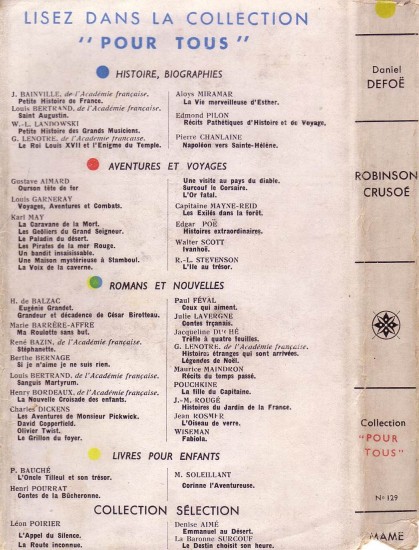 LISEZ DANS LA COLLECTION
"POUR TOUS"
HISTOIRE, BIOGRAPHIES
J. BAINVILLE, de l'Académie française.
Petite Histoire de France.
Louis BERTRAND, de l'Académie française.
Saint Augustin.
W.-L. LANDOWSKI
Petite Histoire des Grands Musiciens.
G. LENOTRE, de l'Académie française.
Le Roi Louis XVII et l'Enigme du Temple.
Aloys MIRAMAR
La Vie merveilleuse d'Esther.
Edmond PILON
Récits Pathétiques d'Histoire et de Voyage.
Pierre CHANLAINE
Napoléon vers Sainte-Hélène.
AVENTURES ET VOYAGES
Gustave AIMARD
Ourson tête de fer
Louis GARNERAY
Voyages, Aventures et Combats.
Karl MAY
La Caravane de la Mort.
Les Geôliers du Grand Seigneur.
Le Paladin du désert.
Les Pirates de la mer Rouge.
Un bandit insaisissable.
Une Maison mystérieuse à Stamboul.
La Voix de la caverne.
Une visite au pays du diable.
Surcouf le Corsaire.
L'Or fatal.
Capitaine MAYNE-REID
Les Exilés dans la forêt.
Edgar POË
Histoires extraordinaires.
Walter SCOTT
Ivanhoë.
R.-L. STEVENSON
L'Ile au trésor.
ROMANS ET NOUVELLES
H. de BALZAC
Eugénie Grandet.
Grandeur et décadence de César Birotteau.
Marie BARRÈRE-AFFRE
Ma Roulotte sans but.
René BAZIN, de l'Académie française.
Stéphanette.
Berthe BERNAGE
Si je n'aime je ne suis rien.
Louis BERTRAND, de l'Académie française.
Sanguis Martyrum.
Henry BORDEAUX, de l'Académie française.
La Nouvelle Croisade des enfants.
Charles DICKENS
Les Aventures de Monsieur Pickwick.
David Copperfield.
Olivier Twist.
Le Grillon du foyer.
Paul FÉVAL
Ceux qui aiment.
Julie LAVERGNE
Contes frçanais.
Jacqueline
Trèfle à quatre feuilles.
G. LENOTRE, de l'Académie française.
Histoires étranges qui sont arrivées.
Légendes de Noël.
Maurice MAINDRON
Récits du temps passé.
POUCHKINE
La fille du Capitaine.
J.-M. ROUGÉ
Histoires du Jardin de la France.
Jean ROSMER
L'Oiseau de verre.
WISEMAN
Fabiola.
LIVRES POUR ENFANTS
P. BAUCHÉ
L'Oncle Tilleul et son trésor.
Henri POURRAT
Contes de la Bûcheronne.
M. SOLEILLANT
Corinne l'Aventureuse.
COLLECTION SÉLECTION
Léon POIRIER
L'Appel du Silence.
La Route inconnue.
Denise AIMÉ
Emmanuel au Désert.
La Baronne SURCOUF
Le Destin choisit son heure.
Daniel
DEFOË
ROBINSON
CRUSOÉ
Collection
"POUR
TOUS"
N° 129
MAME